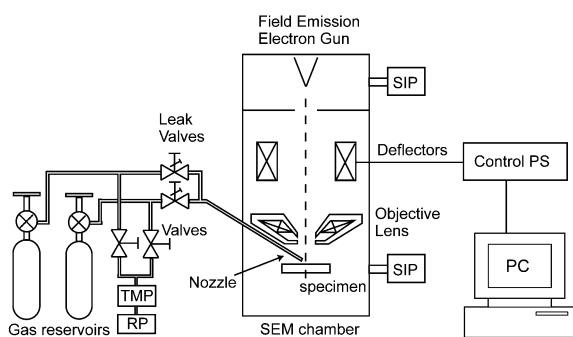 Field Emission
Electron Gun
SIP
Leak
Valves
Deflectors
Control PS
Objective
Lens
Valves
Nozzle
specimen
SIP
PC
TMP
RP
Gas reservoirs
SEM chamber